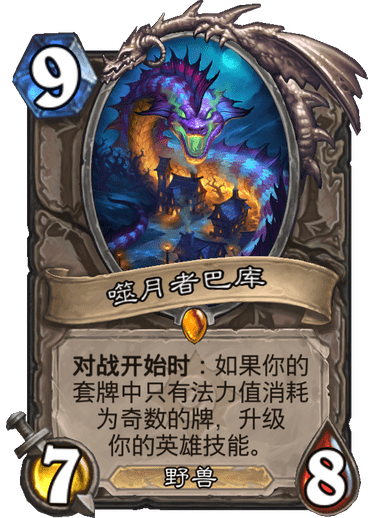 9
噬月者巴库
对战开始时：如果你的
套牌中只有法力值消耗
为奇数的牌，升级
你的英雄技能。
7
野兽
8